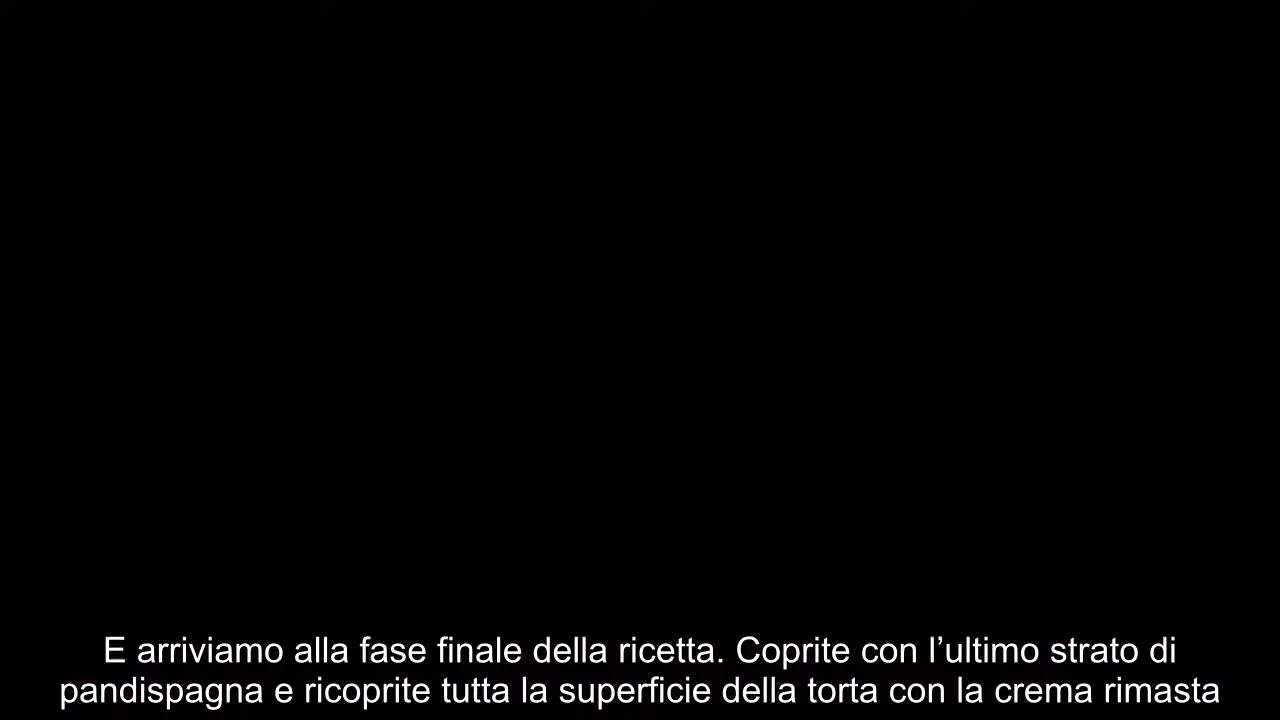 E arriviamo alla fase finale della ricetta. Coprite con l’ultimo strato di
pandispagna e ricoprite tutta la superficie della torta con la crema rimasta